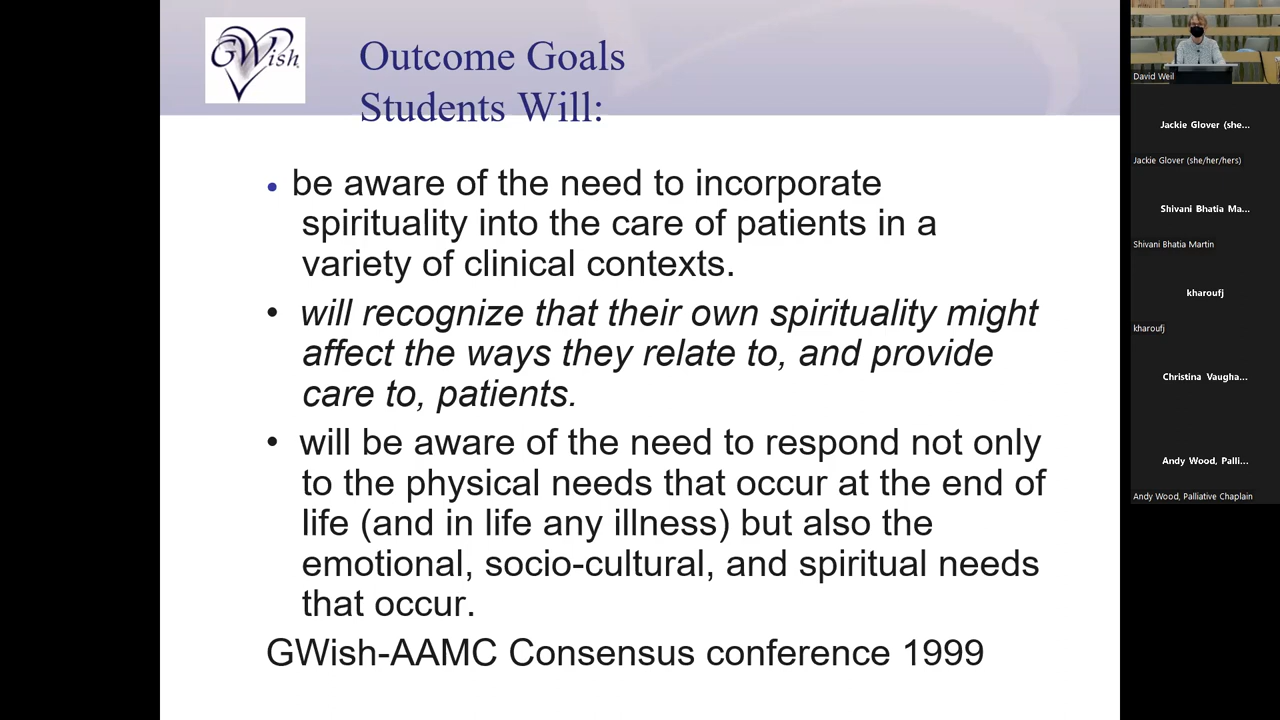 GWish
Outcome Goals
Students Will:
• be aware of the need to incorporate
spirituality into the care of patients in a
variety of clinical contexts.
• will recognize that their own spirituality might
affect the ways they relate to, and provide
care to, patients.
• will be aware of the need to respond not only
to the physical needs that occur at the end of
life (and in life any illness) but also the
emotional, socio-cultural, and spiritual needs
that occur.
GWish-AAMC Consensus conference 1999
David Weil
Jackie Glover (she...
Jackie Glover (she/her/hers)
Shivani Bhatia Ma...
Shivani Bhatia Martin
kharoufj
kharoufj
Christina Vaugha...
Andy Wood, Palli...
Andy Wood, Palliative Chaplain